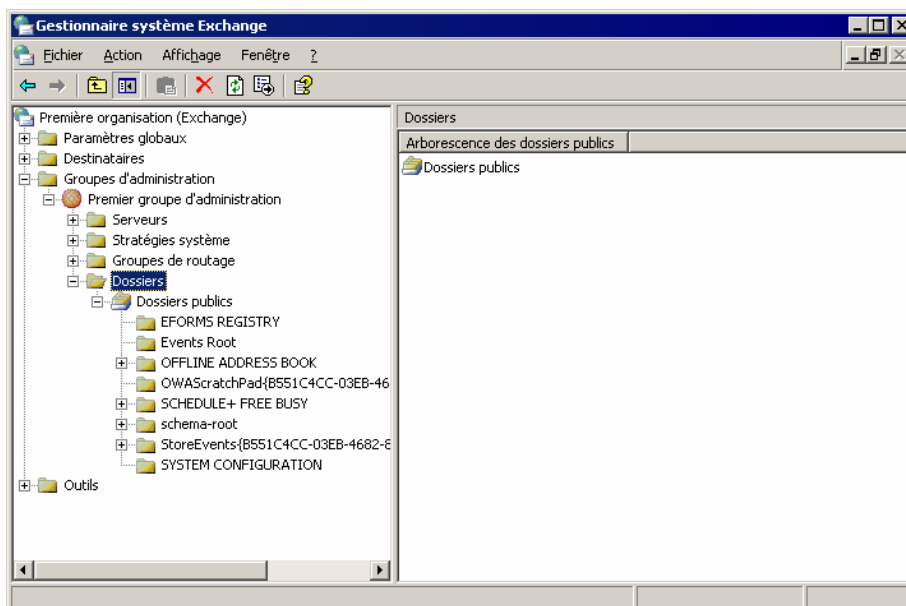 Gestionnaire système Exchange
Fichier Action Affichage Fenêtre ?
Première organisation (Exchange)
Paramètres globaux
Destinataires
Groupes d'administration
Premier groupe d'administration
Serveurs
Stratégies système
Groupes de routage
Dossiers
Dossiers publics
EFORMS REGISTRY
Events Root
OFFLINE ADDRESS BOOK
OWAScratchPad{B551C4CC-03EB-46
SCHEDULE+ FREE BUSY
schema-root
StoreEvents{B551C4CC-03EB-4682-8
SYSTEM CONFIGURATION
Outils
Dossiers
Arborescence des dossiers publics
Dossiers publics